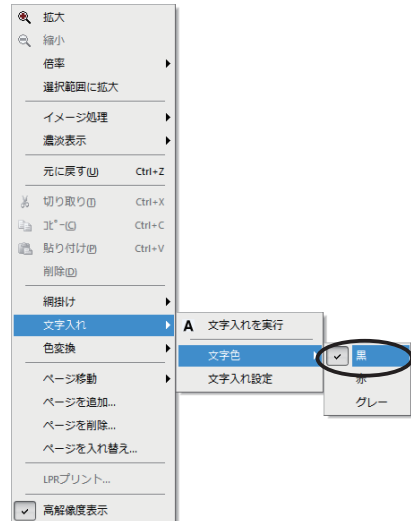 拡大
縮小
倍率
選択範囲に拡大
イメージ処理
濃淡表示
元に戻す(U) Ctrl+Z
切り取り(T) Ctrl+X
ｺﾋﾟｰ(C) Ctrl+C
貼り付け(P) Ctrl+V
削除(D)
網掛け
文字入れ
色変換
ページ移動
ページを追加...
ページを削除...
ページを入れ替え...
LPRプリント...
高解像度表示
A 文字入れを実行
文字色
文字入れ設定
黒
赤
グレー